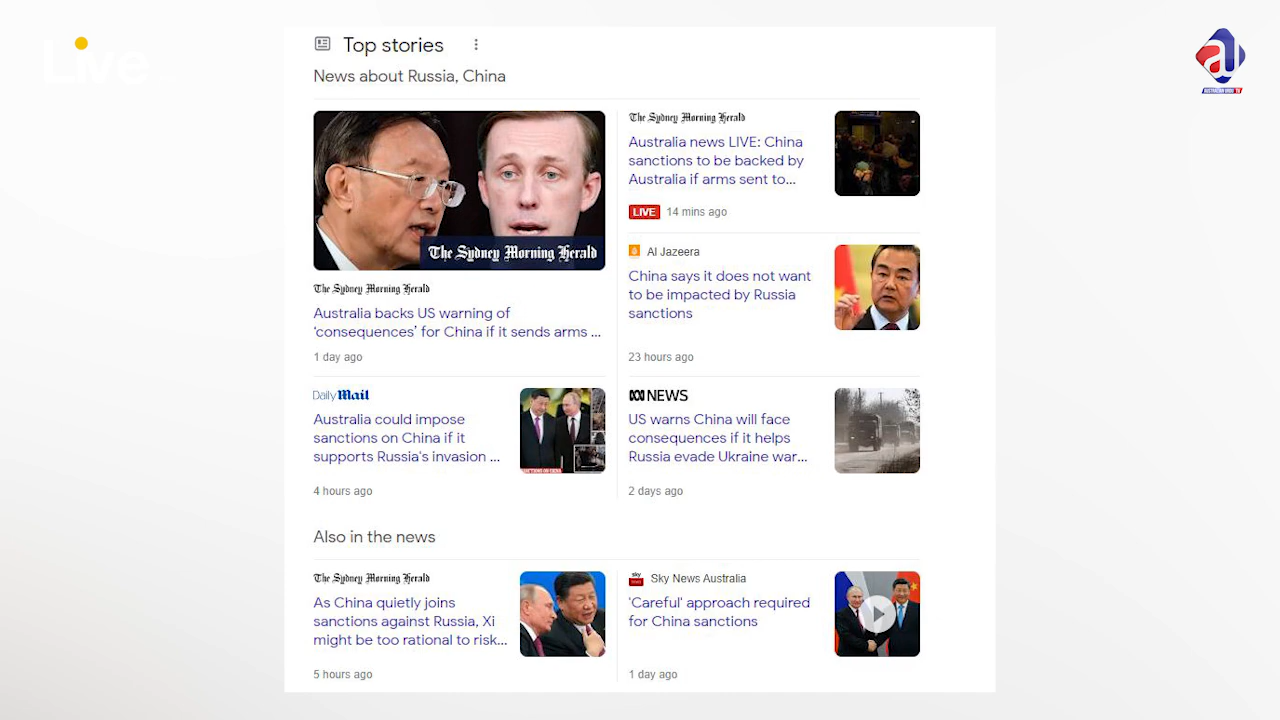 Live
Top stories
News about Russia, China
The Sydney Morning Herald
The Sydney Morning Herald
Australia backs US warning of
‘consequences’ for China if it sends arms ...
1 day ago
The Sydney Morning Herald
Australia news LIVE: China
sanctions to be backed by
Australia if arms sent to...
LIVE 14 mins ago
Al Jazeera
China says it does not want
to be impacted by Russia
sanctions
23 hours ago
Daily Mail
Australia could impose
sanctions on China if it
supports Russia's invasion ...
4 hours ago
NEWS
US warns China will face
consequences if it helps
Russia evade Ukraine war...
2 days ago
Also in the news
The Sydney Morning Herald
As China quietly joins
sanctions against Russia, Xi
might be too rational to risk...
5 hours ago
sky news
Sky News Australia
'Careful' approach required
for China sanctions
1 day ago
AUSTRALIAN URDU TV